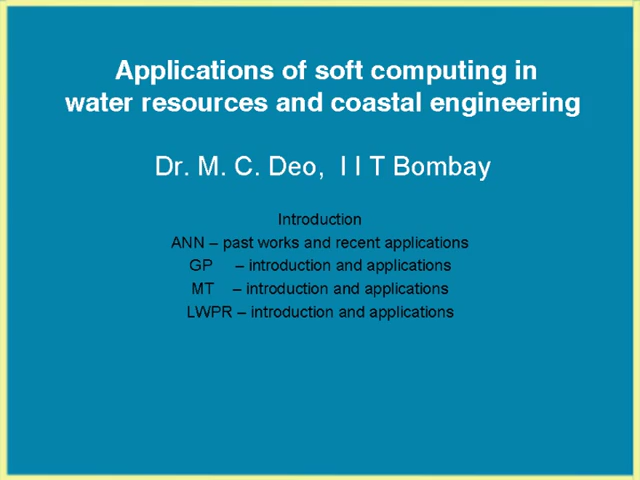 Applications of soft computing in
water resources and coastal engineering
Dr. M. C. Deo, I I T Bombay
Introduction
ANN – past works and recent applications
GP – introduction and applications
MT – introduction and applications
LWPR – introduction and applications